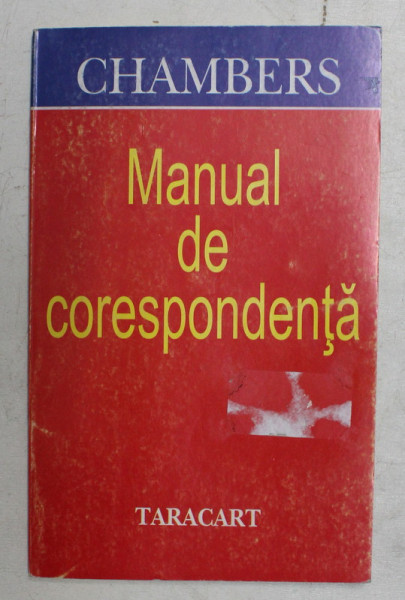 CHAMBERS
Manual
de
corespondenţă
TARACART